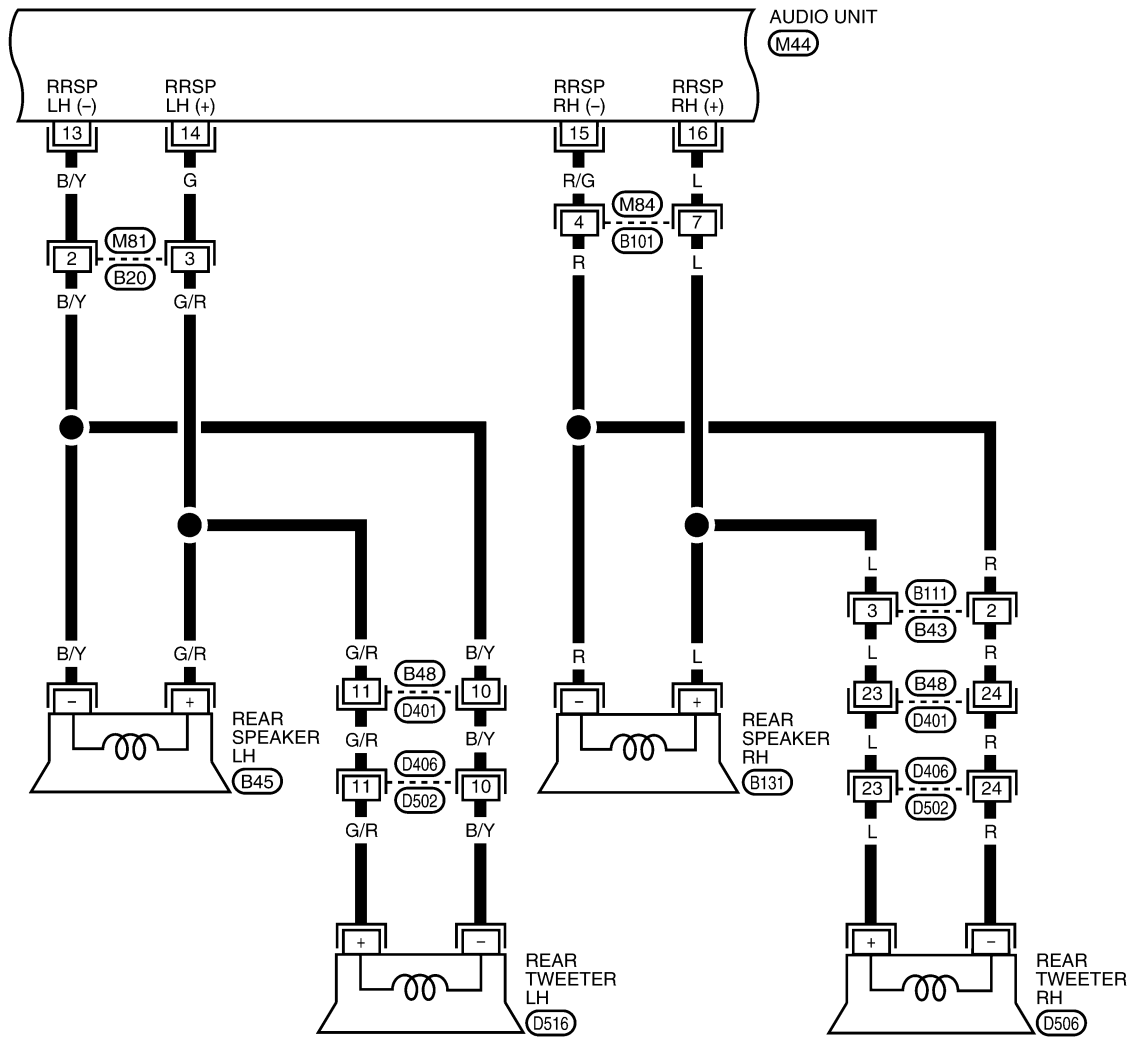 AUDIO UNIT
M44
RRSP
LH (–)
RRSP
LH (+)
RRSP
RH (–)
RRSP
RH (+)
13
14
15
16
B/Y
G
R/G
L
4
M84
7
B101
2
M81
3
B20
R
L
B/Y
G/R
L
R
3
B111
2
B43
B/Y
G/R
G/R
B/Y
R
L
L
R
11
B48
10
D401
23
B48
24
D401
–
+
–
+
REAR
SPEAKER
LH
B45
G/R
B/Y
REAR
SPEAKER
RH
B131
L
R
11
D406
10
D502
23
D406
24
D502
G/R
B/Y
L
R
+
–
+
–
REAR
TWEETER
LH
D516
REAR
TWEETER
RH
D506